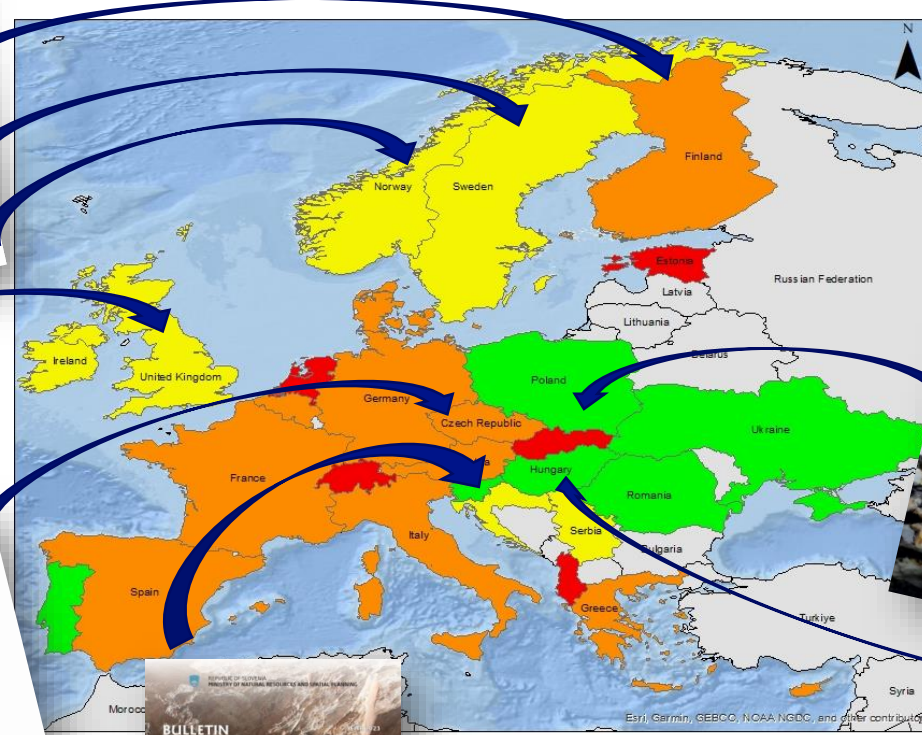 N
Norway
Sweden
Finland
Russian Federation
Estonia
Latvia
Lithuania
Belarus
Ireland
United Kingdom
Poland
Germany
Czech Republic
Ukraine
Hungary
France
Romania
Serbia
Italy
Bulgaria
Spain
Greece
Turkiye
Syria
Esri, Garmin, GEBCO, NOAA NGDC, and other contributo
REPUBLIC OF SLOVENIA
MINISTRY OF NATURAL RESOURCES AND SPATIAL PLANNING
BULLETIN